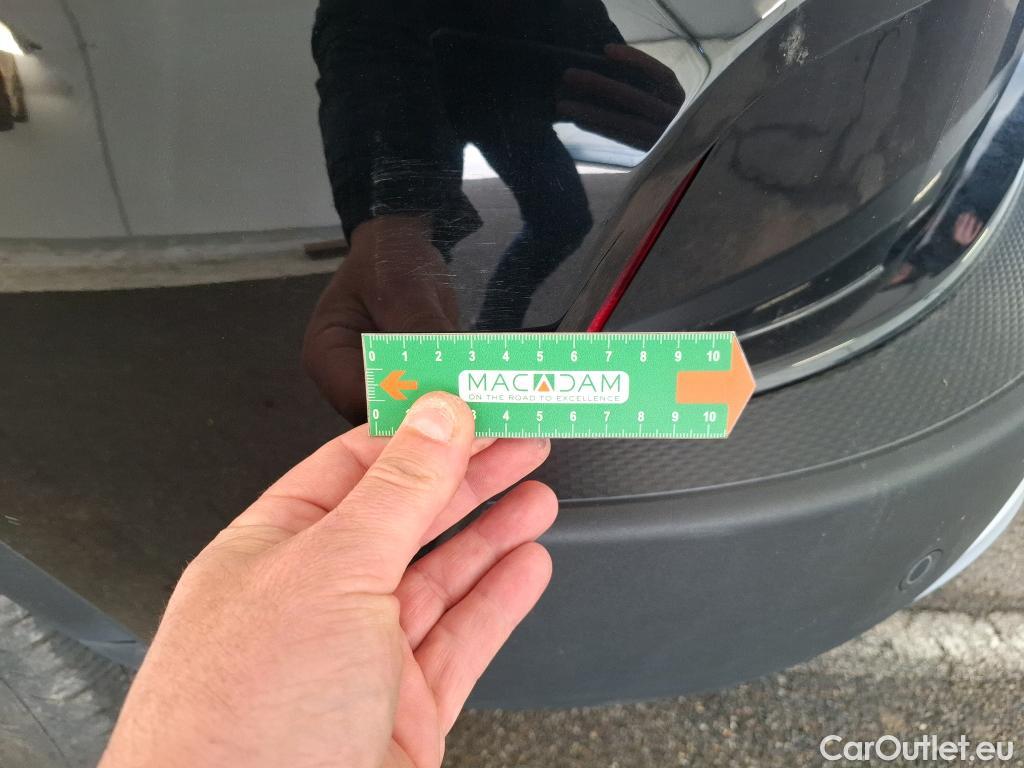 0 1 2 3 4 5 6 7 8 9 10
MACADAM
ON THE ROAD TO EXCELLENCE
0 3 4 5 6 7 8 9 10
CarOutlet.eu